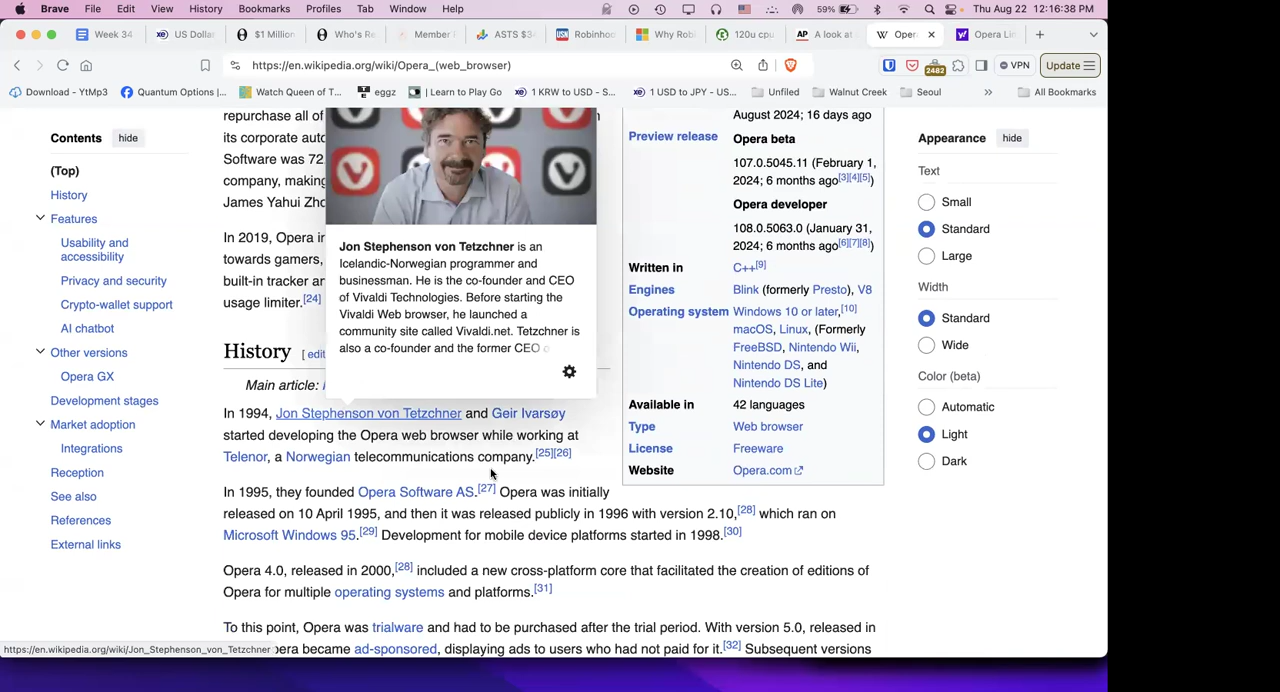 Brave File Edit View History Bookmarks Profiles Tab Window Help 59% Thu Aug 22 12:16:38 PM
Week 34 US Dollar $1 Million Who's Re Member ASTS $3 Robinhoo Why Rob 120u cpu A look at Oper Opera Lim
https://en.wikipedia.org/wiki/Opera_(web_browser) 2482 VPN Update
Download - YtMp3 Quantum Options |... Watch Queen of T... eggz | Learn to Play Go 1 KRW to USD - S... 1 USD to JPY - US... Unfiled Walnut Creek Seoul » All Bookmarks
Contents hide
(Top)
History
Features
Usability and
accessibility
Privacy and security
Crypto-wallet support
AI chatbot
Other versions
Opera GX
Development stages
Market adoption
Integrations
Reception
See also
References
External links
repurchase all of
its corporate auto
Software was 72.
company, making
James Yahui Zho
In 2019, Opera in
towards gamers,
built-in tracker an
usage limiter.[24]
Jon Stephenson von Tetzchner is an
Icelandic-Norwegian programmer and
businessman. He is the co-founder and CEO
of Vivaldi Technologies. Before starting the
Vivaldi Web browser, he launched a
community site called Vivaldi.net. Tetzchner is
also a co-founder and the former CEO o
History [ edit
Main article:
In 1994, Jon Stephenson von Tetzchner and Geir Ivarsøy
started developing the Opera web browser while working at
Telenor, a Norwegian telecommunications company.[25][26]
In 1995, they founded Opera Software AS.[27] Opera was initially
released on 10 April 1995, and then it was released publicly in 1996 with version 2.10,[28] which ran on
Microsoft Windows 95.[29] Development for mobile device platforms started in 1998.[30]
Opera 4.0, released in 2000,[28] included a new cross-platform core that facilitated the creation of editions of
Opera for multiple operating systems and platforms.[31]
To this point, Opera was trialware and had to be purchased after the trial period. With version 5.0, released in
pera became ad-sponsored, displaying ads to users who had not paid for it.[32] Subsequent versions
August 2024; 16 days ago
Preview release Opera beta
107.0.5045.11 (February 1,
2024; 6 months ago[3][4][5])
Opera developer
108.0.5063.0 (January 31,
2024; 6 months ago[6][7][8])
Written in C++[9]
Engines Blink (formerly Presto), V8
Operating system Windows 10 or later,[10]
macOS, Linux, (Formerly
FreeBSD, Nintendo Wii,
Nintendo DS, and
Nintendo DS Lite)
Available in 42 languages
Type Web browser
License Freeware
Website Opera.com
Appearance hide
Text
Small
Standard
Large
Width
Standard
Wide
Color (beta)
Automatic
Light
Dark
https://en.wikipedia.org/wiki/Jon_Stephenson_von_Tetzchner